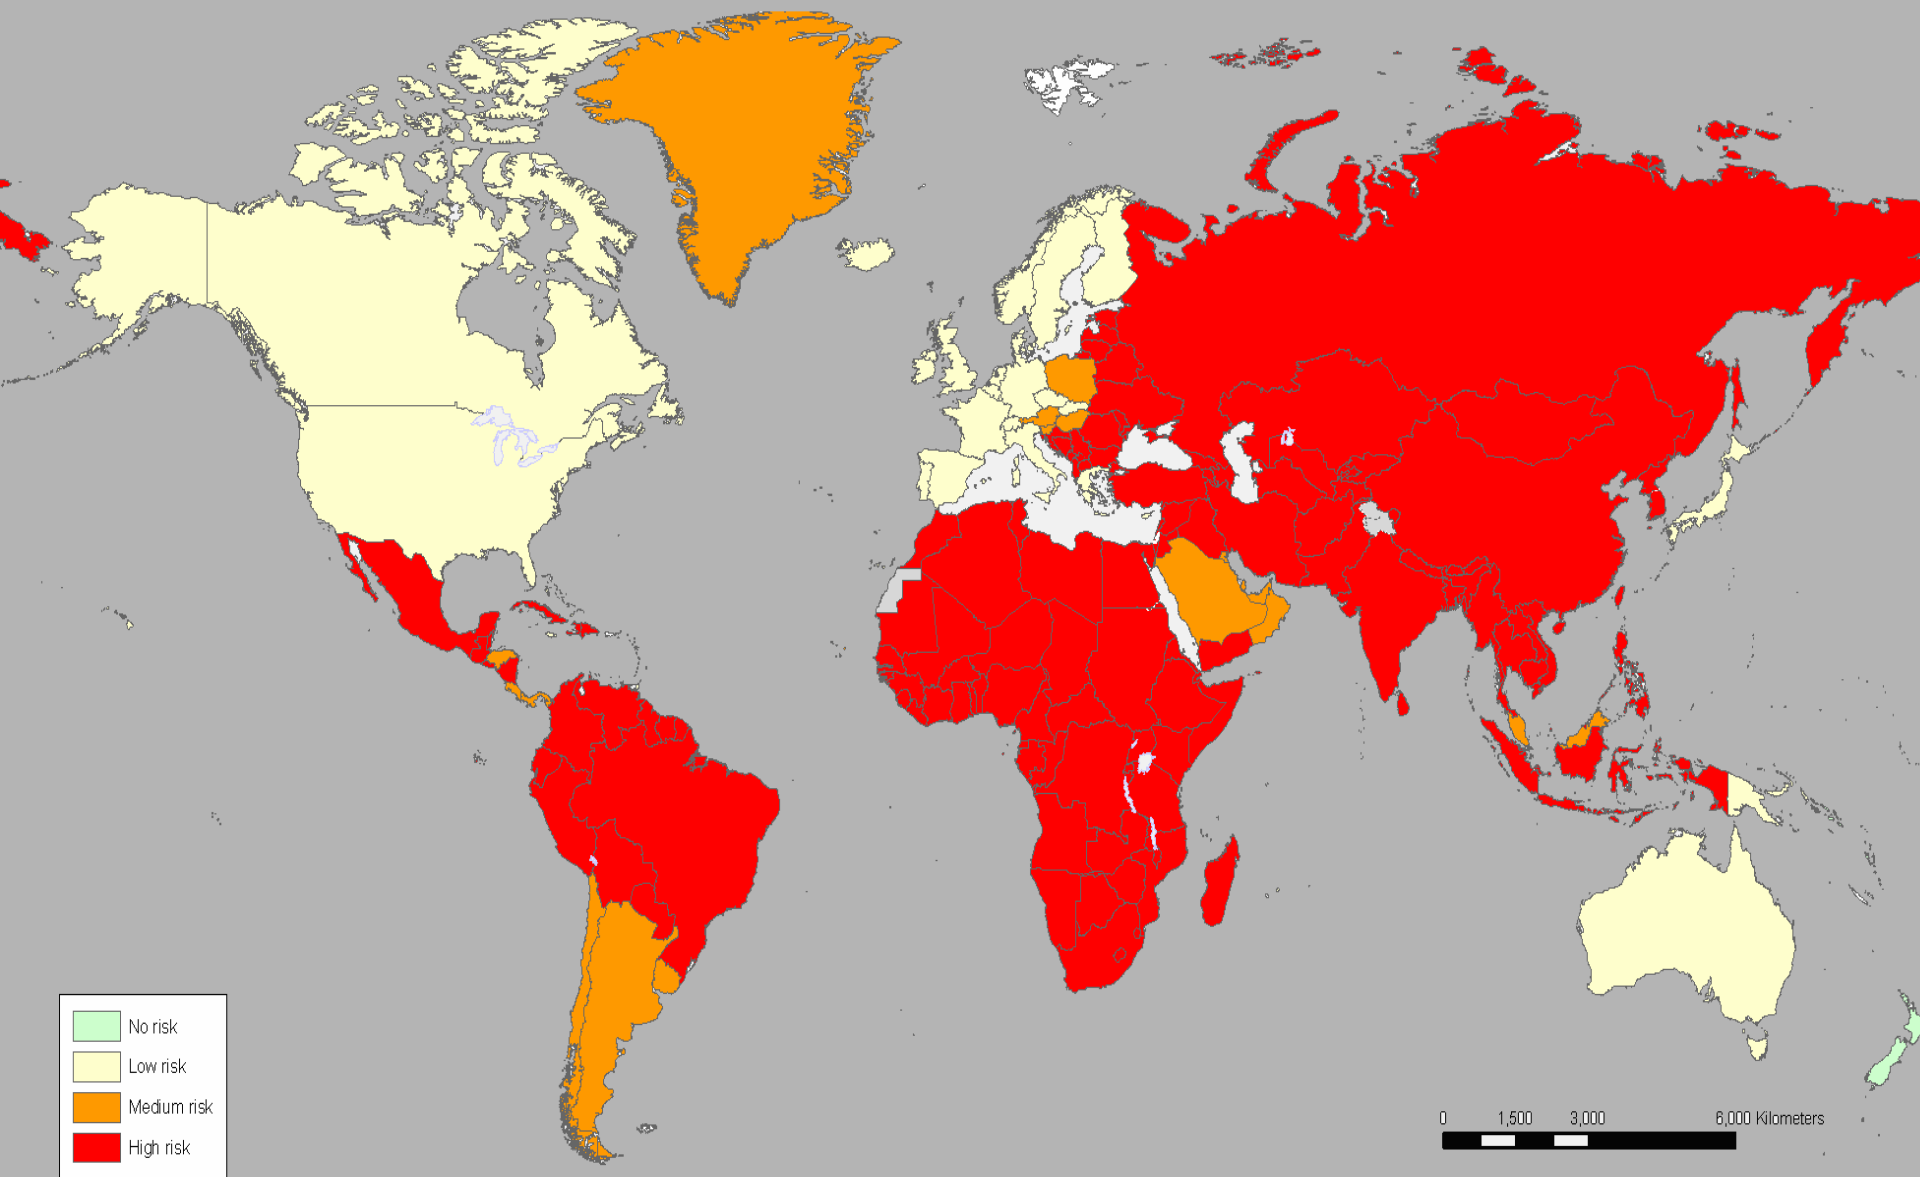 No risk
Low risk
Medium risk
High risk
0 1,500 3,000 6,000 Kilometers